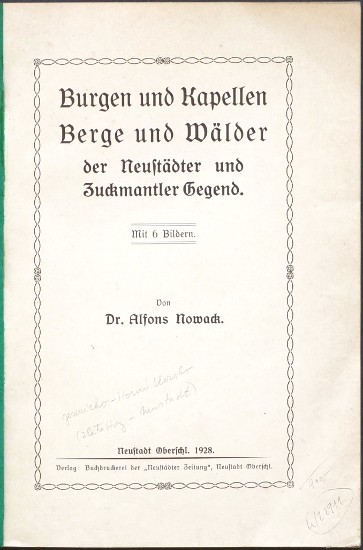 Burgen und Kapellen
Berge und Wälder
der Neustädter und
Zuckmantler Gegend.
Mit 6 Bildern.
Von
Dr. Alfons Nowack.
Neustadt Oberschl. 1928.
Verlag: Buchdruckerei der „Neustädter Zeitung“, Neustadt Oberschl.